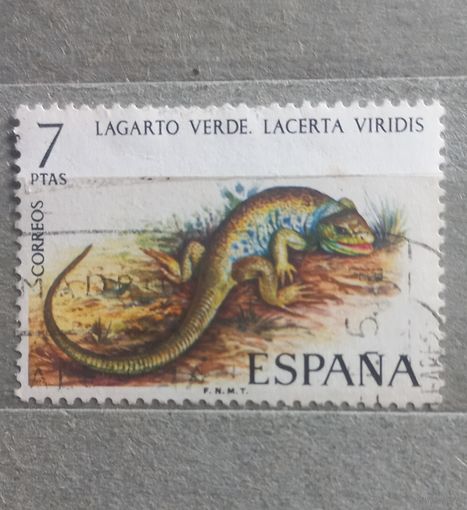 7
PTAS
LAGARTO VERDE. LACERTA VIRIDIS
CORREOS
ESPAÑA
F. N. M. T.